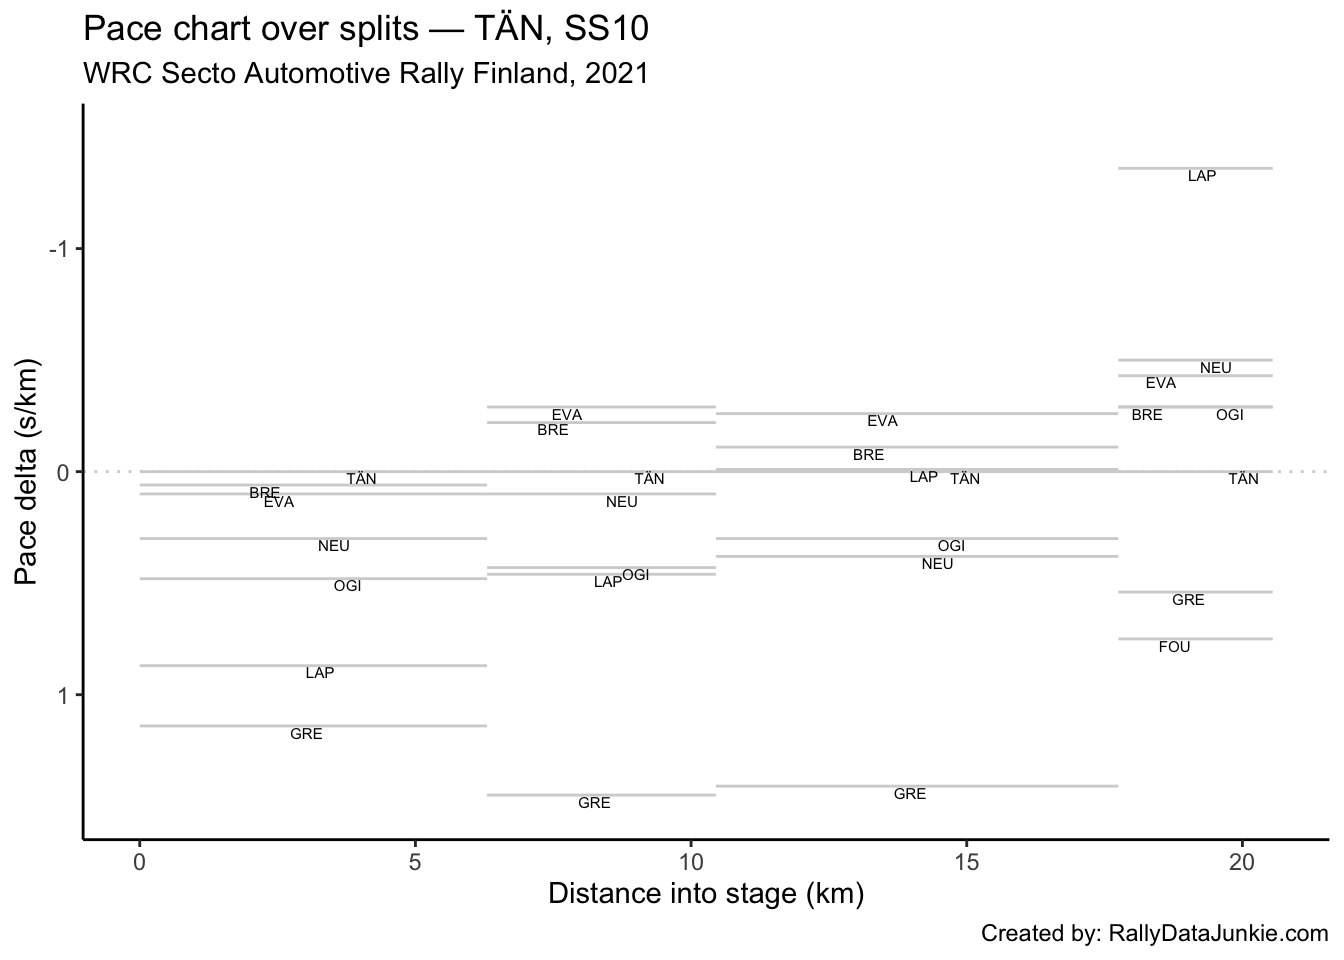 Pace chart over splits — TÄN, SS10
WRC Secto Automotive Rally Finland, 2021
Pace delta (s/km)
-1
0
1
LAP
NEU
EVA
BRE OGI
TÄN
GRE
FOU
EVA
BRE
TÄN
NEU
OGI
LAP
GRE
EVA
BRE
LAP TÄN
OGI
NEU
GRE
TÄN
BRE
EVA
NEU
OGI
LAP
GRE
0 5 10 15 20
Distance into stage (km)
Created by: RallyDataJunkie.com